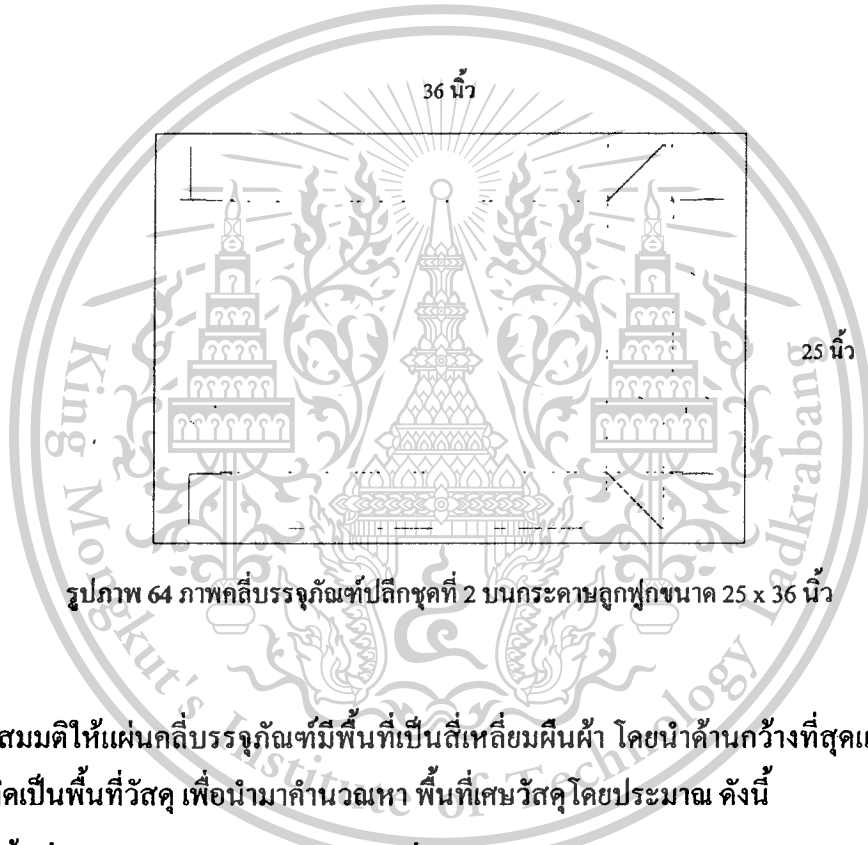 36 นิ้ว
25 นิ้ว
รูปภาพ 64 ภาพคลี่บรรจุภัณฑ์ปลีกชุดที่ 2 บนกระดาษลูกฟูกขนาด 25 x 36 นิ้ว
สมมติให้แผ่นคลี่บรรจุภัณฑ์มีพื้นที่เป็นสี่เหลี่ยมผืนผ้า โดยนำด้านกว้างที่สุด
เป็นพื้นที่วัสดุ เพื่อนำมาคำนวณหา พื้นที่เศษวัสดุโดยประมาณ ดังนี้
King Mongkut's Institute of Technology Ladkrabang